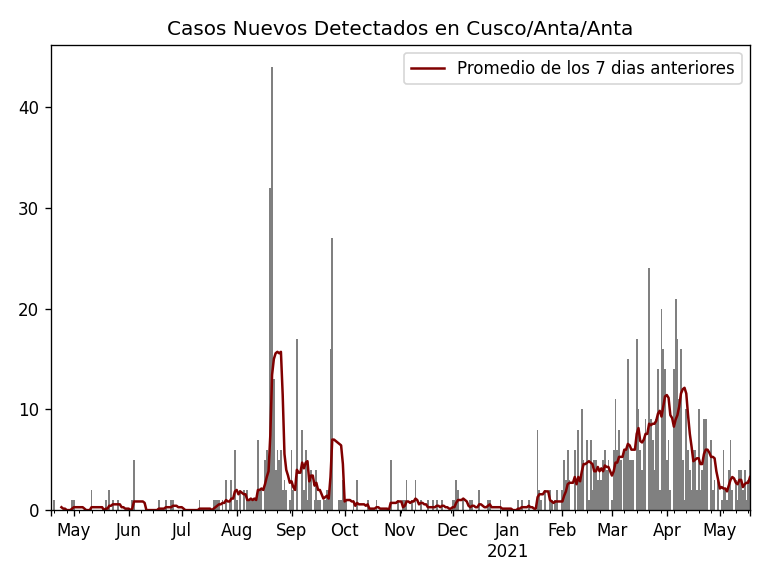 Casos Nuevos Detectados en Cusco/Anta/Anta
Promedio de los 7 dias anteriores
40
30
20
10
0
May Jun Jul Aug Sep Oct Nov Dec Jan Feb Mar Apr May
2021